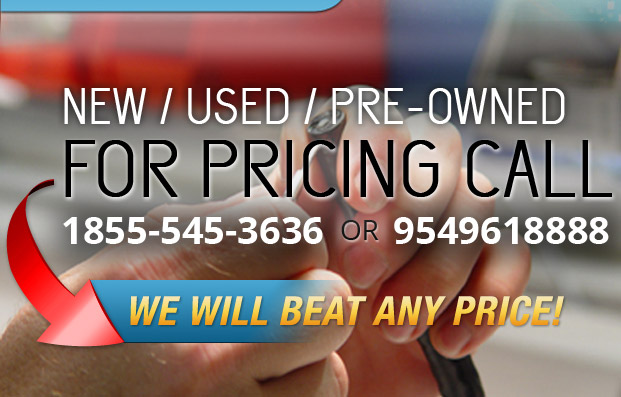 NEW / USED / PRE-OWNED
FOR PRICING CALL
1855-545-3636 OR 9549618888
WE WILL BEAT ANY PRICE!